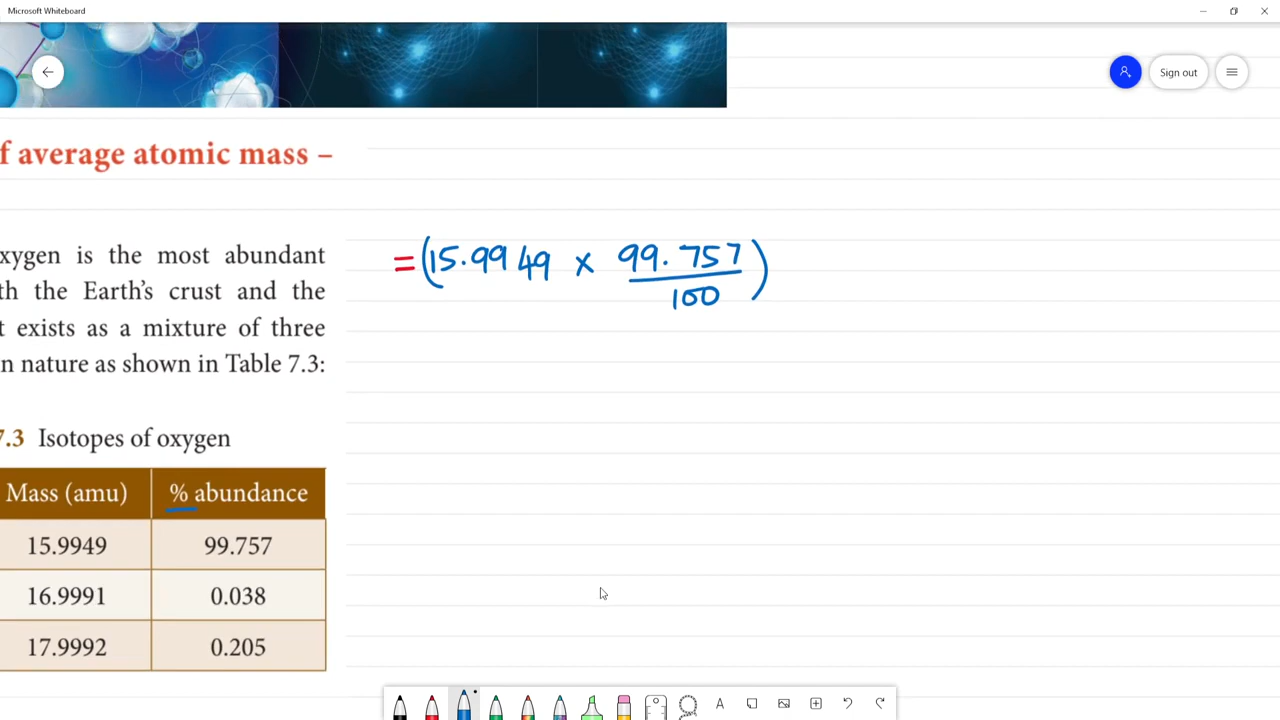 Microsoft Whiteboard
Sign out
f average atomic mass –
xygen is the most abundant
th the Earth's crust and the
t exists as a mixture of three
n nature as shown in Table 7.3:
7.3 Isotopes of oxygen
Mass (amu) % abundance
15.9949 99.757
16.9991 0.038
17.9992 0.205
= (15.9949 × 99.757
100 )
A